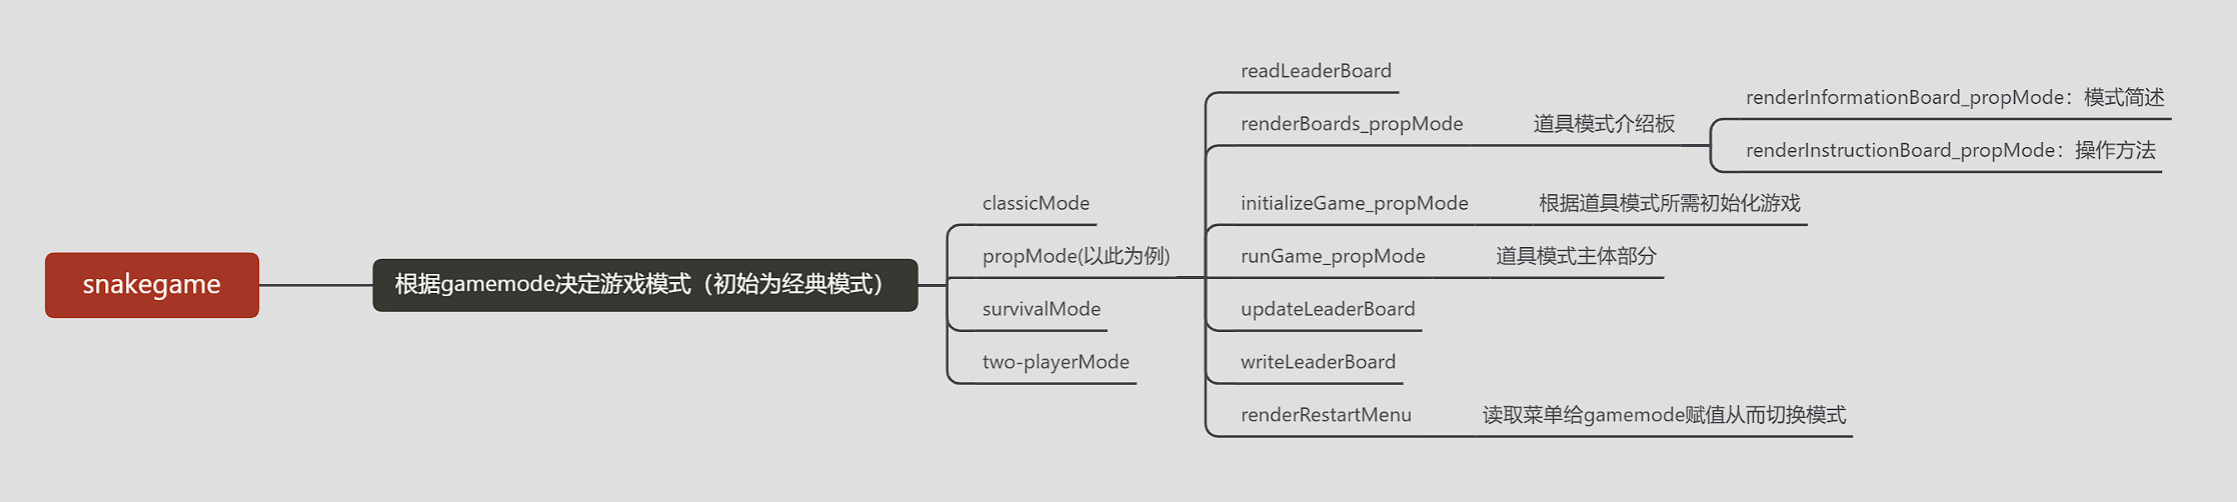 snakegame
根据gamemode决定游戏模式（初始为经典模式）
classicMode
propMode(以此为例)
survivalMode
two-playerMode
readLeaderBoard
renderBoards_propMode
道具模式介绍板
renderInformationBoard_propMode：模式简述
renderInstructionBoard_propMode：操作方法
initializeGame_propMode
根据道具模式所需初始化游戏
runGame_propMode
道具模式主体部分
updateLeaderBoard
writeLeaderBoard
renderRestartMenu
读取菜单给gamemode赋值从而切换模式